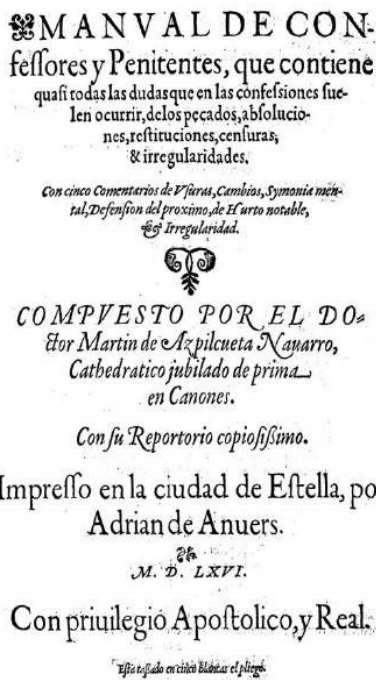 MANVAL DE CON-
feſſores y Penitentes, que contiene
quaſi todas las dudas que en las confeſsiones ſue-
len ocurrir, delos pecados, abſolucio-
nes, reſtituciones, cenſuras,
& irregularidades.
Con cinco Comentarios de Vſuras, Cambios, Symonia men-
tal, Defenſion del proximo, de Hurto notable,
& Irregularidad.
COMPVESTO POR EL DO-
ctor Martin de Azpilcueta Nauarro,
Cathedratico jubilado de prima
en Canones.
Con ſu Reportorio copioſiſsimo.
Impreſſo en la ciudad de Eſtella, po
Adrian de Anuers.
M. D. LXVI.
Con priuilegio Apoſtolico, y Real.
Eſta taſſado en cinco blancas el pliego.